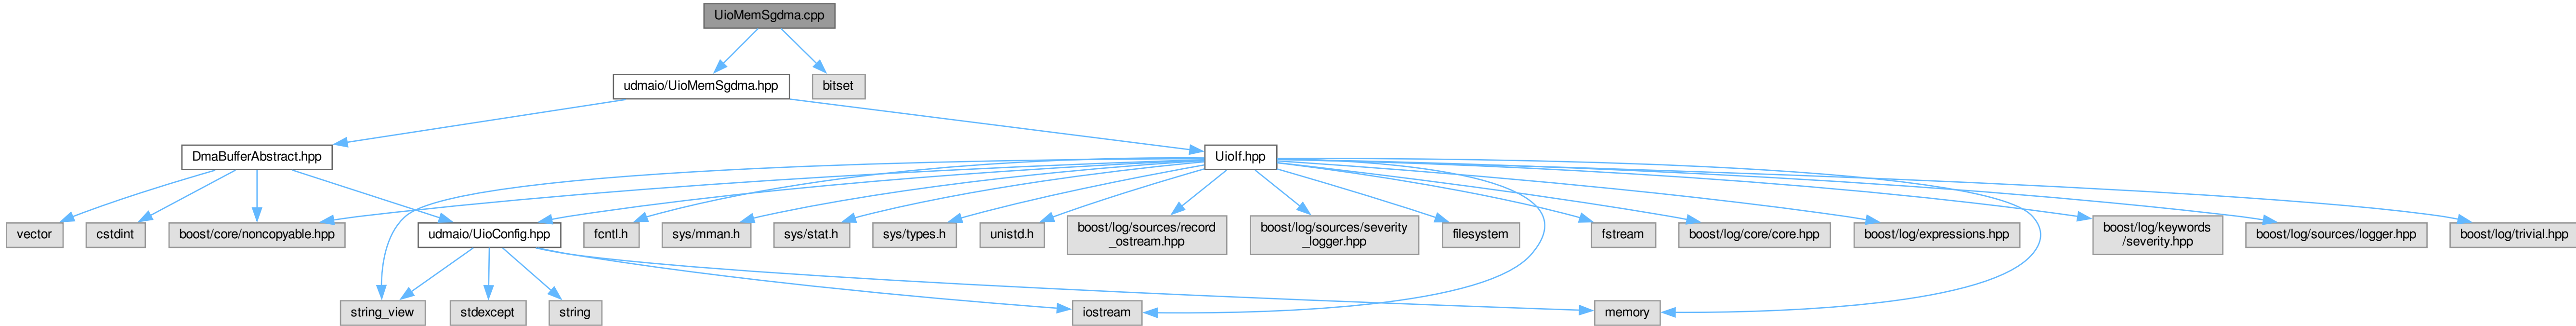 UioMemSgdma.cpp
udmaio/UioMemSgdma.hpp
bitset
DmaBufferAbstract.hpp
UioIf.hpp
vector
cstdint
boost/core/noncopyable.hpp
udmaio/UioConfig.hpp
fcntl.h
sys/mman.h
sys/stat.h
sys/types.h
unistd.h
boost/log/sources/record
_ostream.hpp
boost/log/sources/severity
_logger.hpp
filesystem
fstream
boost/log/core/core.hpp
boost/log/expressions.hpp
boost/log/keywords
/severity.hpp
boost/log/sources/logger.hpp
boost/log/trivial.hpp
string_view
stdexcept
string
iostream
memory